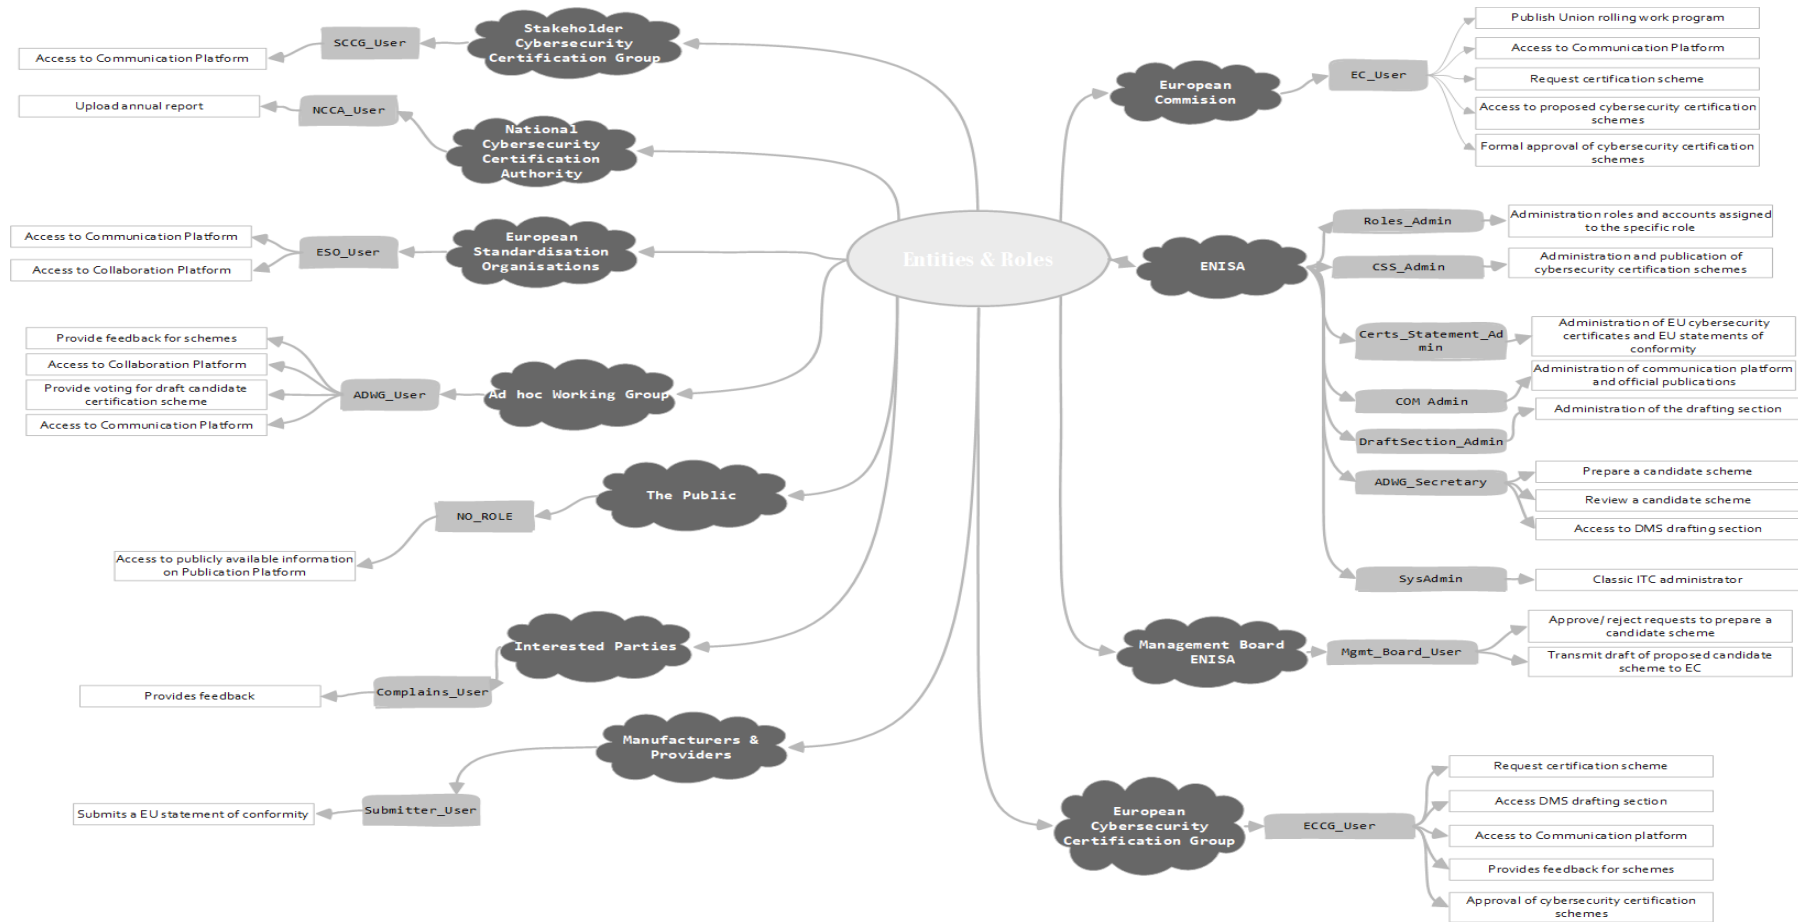 Entities & Roles
Stakeholder
Cybersecurity
Certification Group
SCCG_User
Access to Communication Platform
National
Cybersecurity
Certification
Authority
NCCA_User
Upload annual report
European
Standardisation
Organisations
ESO_User
Access to Communication Platform
Access to Collaboration Platform
Ad hoc Working Group
ADWG_User
Provide feedback for schemes
Access to Collaboration Platform
Provide voting for draft candidate
certification scheme
Access to Communication Platform
The Public
NO_ROLE
Access to publicly available information
on Publication Platform
Interested Parties
Complains_User
Provides feedback
Manufacturers &
Providers
Submitter_User
Submits a EU statement of conformity
European
Commision
EC_User
Publish Union rolling work program
Access to Communication Platform
Request certification scheme
Access to proposed cybersecurity certification
schemes
Formal approval of cybersecurity certification
schemes
ENISA
Roles_Admin
Administration roles and accounts assigned
to the specific role
CSS_Admin
Administration and publication of
cybersecurity certification schemes
Certs_Statement_Ad
min
Administration of EU cybersecurity
certificates and EU statements of
conformity
COM Admin
Administration of communication platform
and official publications
DraftSection_Admin
Administration of the drafting section
ADWG_Secretary
Prepare a candidate scheme
Review a candidate scheme
Access to DMS drafting section
SysAdmin
Classic ITC administrator
Management Board
ENISA
Mgmt_Board_User
Approve/ reject requests to prepare a
candidate scheme
Transmit draft of proposed candidate
scheme to EC
European
Cybersecurity
Certification Group
ECCG_User
Request certification scheme
Access DMS drafting section
Access to Communication platform
Provides feedback for schemes
Approval of cybersecurity certification
schemes